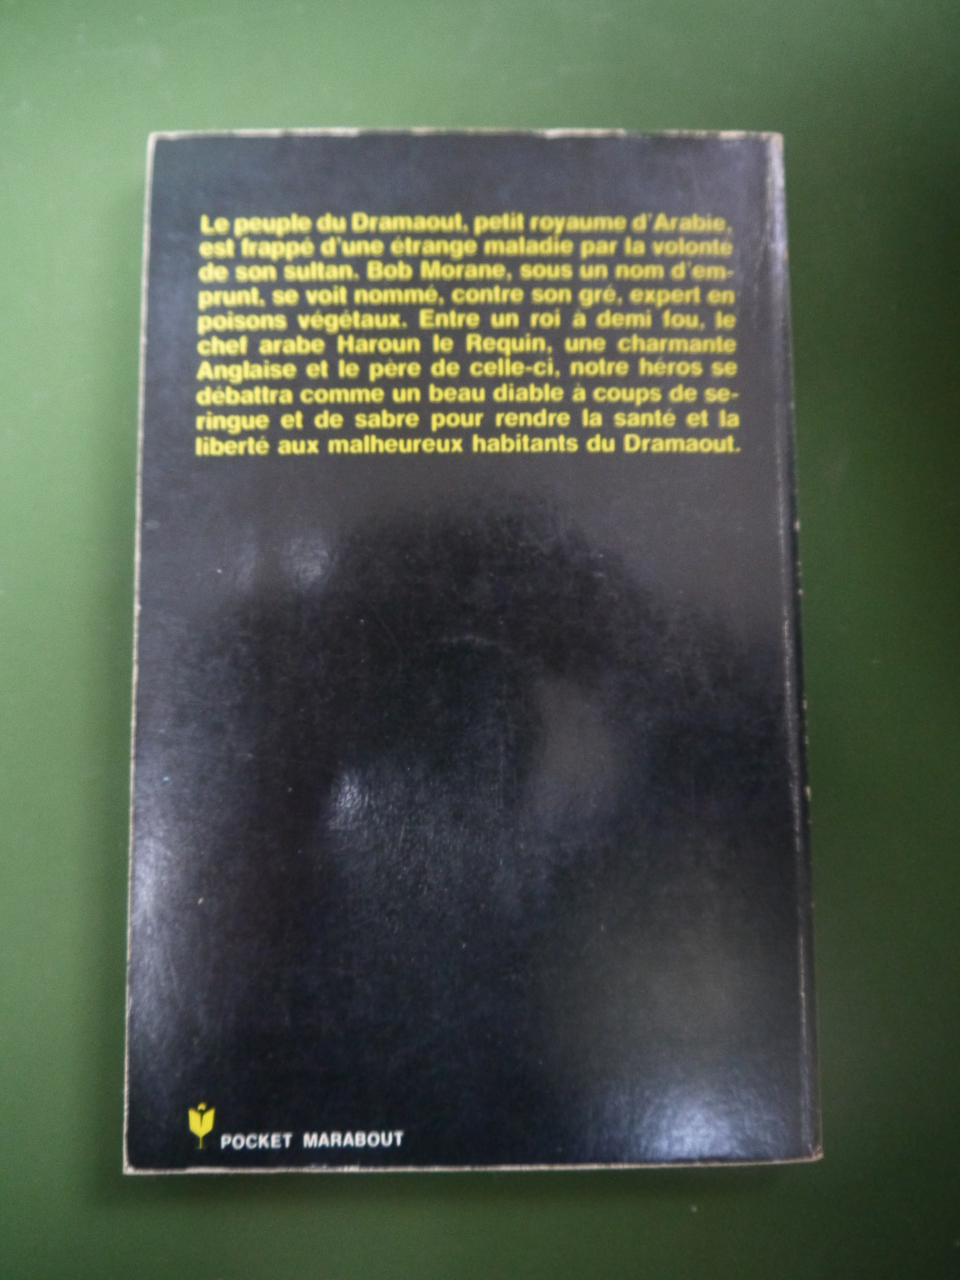 Le peuple du Dramaout, petit royaume d'Arabie,
est frappé d'une étrange maladie par la volonté
de son sultan. Bob Morane, sous un nom d'em-
prunt, se voit nommé, contre son gré, expert en
poisons végétaux. Entre un roi à demi fou, le
chef arabe Haroun le Requin, une charmante
Anglaise et le père de celle-ci, notre héros se
débattra comme un beau diable à coups de se-
ringue et de sabre pour rendre la santé et la
liberté aux malheureux habitants du Dramaout.
POCKET MARABOUT